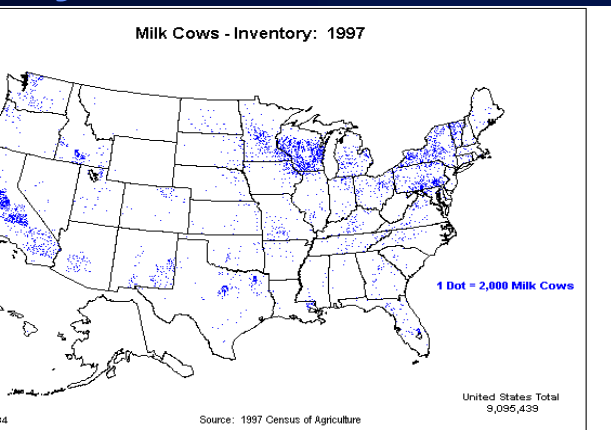 Milk Cows - Inventory: 1997
1 Dot = 2,000 Milk Cows
United States Total
9,095,439
Source: 1997 Census of Agriculture